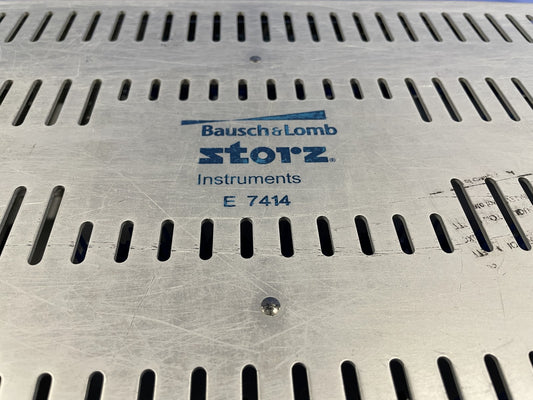 Bausch & Lomb
storz®
Instruments
E 7414